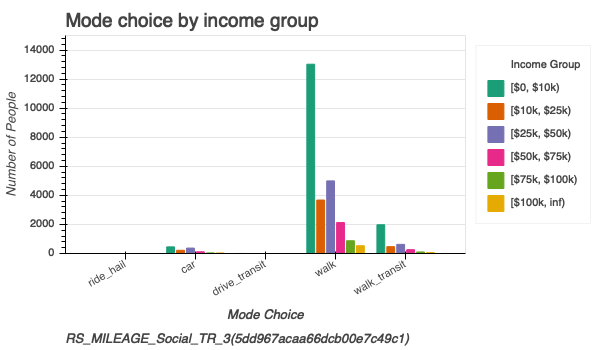 Mode choice by income group
Number of People
14000
12000
10000
8000
6000
4000
2000
0
ride_hail
car
drive_transit
walk
walk_transit
Mode Choice
RS_MILEAGE_Social_TR_3(5dd967acaa66dcb00e7c49c1)
Income Group
[$0, $10k)
[$10k, $25k)
[$25k, $50k)
[$50k, $75k)
[$75k, $100k)
[$100k, inf)